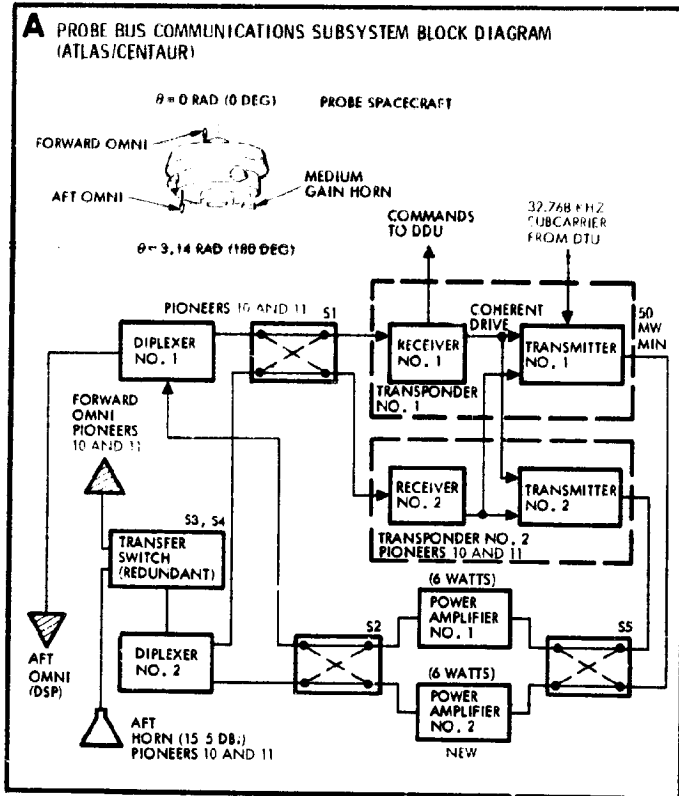 A PROBE BUS COMMUNICATIONS SUBSYSTEM BLOCK DIAGRAM
(ATLAS/CENTAUR)
θ = 0 RAD (0 DEG)
PROBE SPACECRAFT
FORWARD OMNI
AFT OMNI
MEDIUM
GAIN HORN
θ = 3,14 RAD (180 DEG)
COMMANDS
TO DDU
32.768 KHZ
SUBCARRIER
FROM DTU
PIONEERS 10 AND 11
S1
DIPLEXER
NO. 1
RECEIVER
NO. 1
COHERENT
DRIVE
TRANSMITTER
NO. 1
50
MW
MIN
TRANSPONDER
NO. 1
FORWARD
OMNI
PIONEERS
10 AND 11
RECEIVER
NO. 2
TRANSMITTER
NO. 2
TRANSPONDER NO. 2
PIONEERS 10 AND 11
S3, S4
TRANSFER
SWITCH
(REDUNDANT)
(6 WATTS)
POWER
AMPLIFIER
NO. 1
S2
S5
DIPLEXER
NO. 2
(6 WATTS)
POWER
AMPLIFIER
NO. 2
NEW
AFT
OMNI
(DSP)
AFT
HORN (15 5 DB:)
PIONEERS 10 AND 11